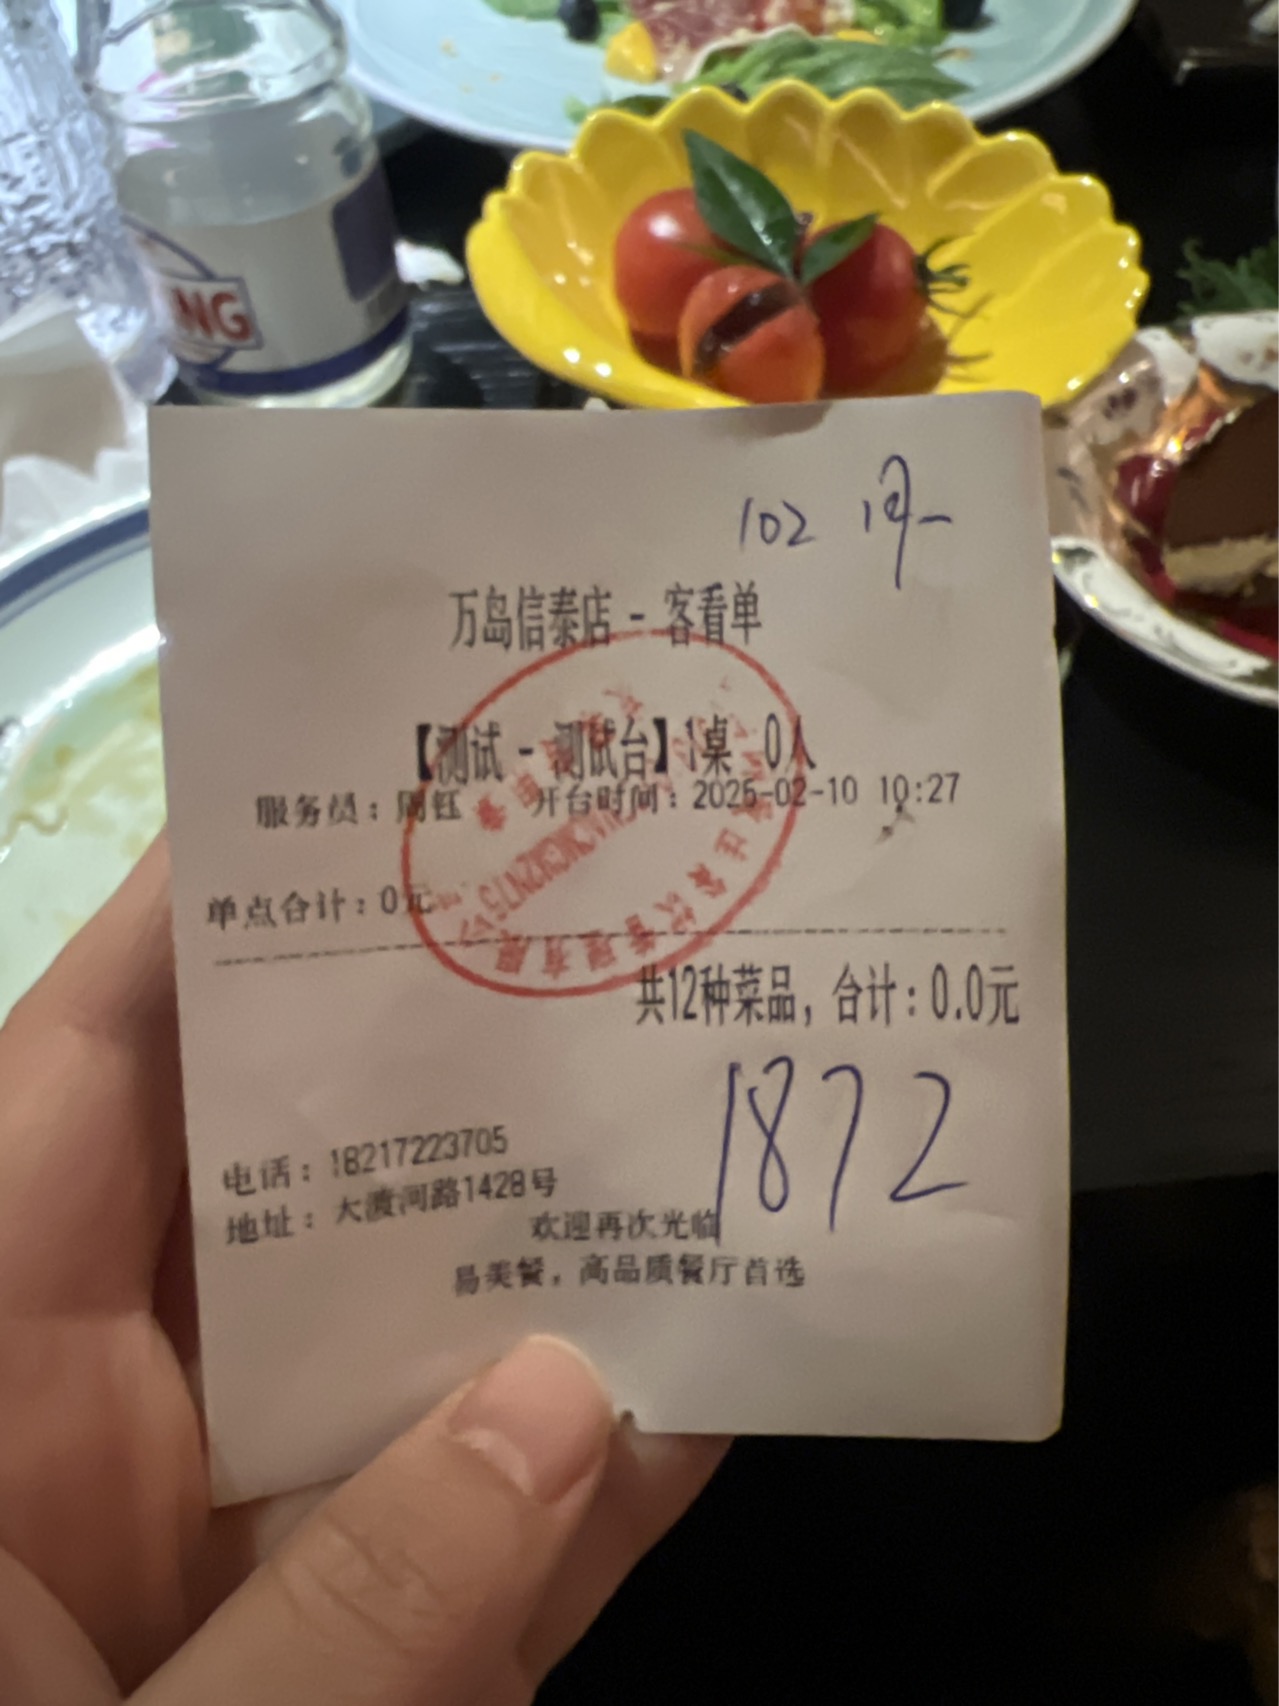 NG
102
万岛信泰店 - 客看单
【测试 - 测试台】1桌 0人
服务员：周钰 开台时间：2025-02-10 10:27
单点合计：0元
共12种菜品，合计：0.0元
1872
电话：18217223705
地址：大渡河路1428号
欢迎再次光临
易美餐，高品质餐厅首选